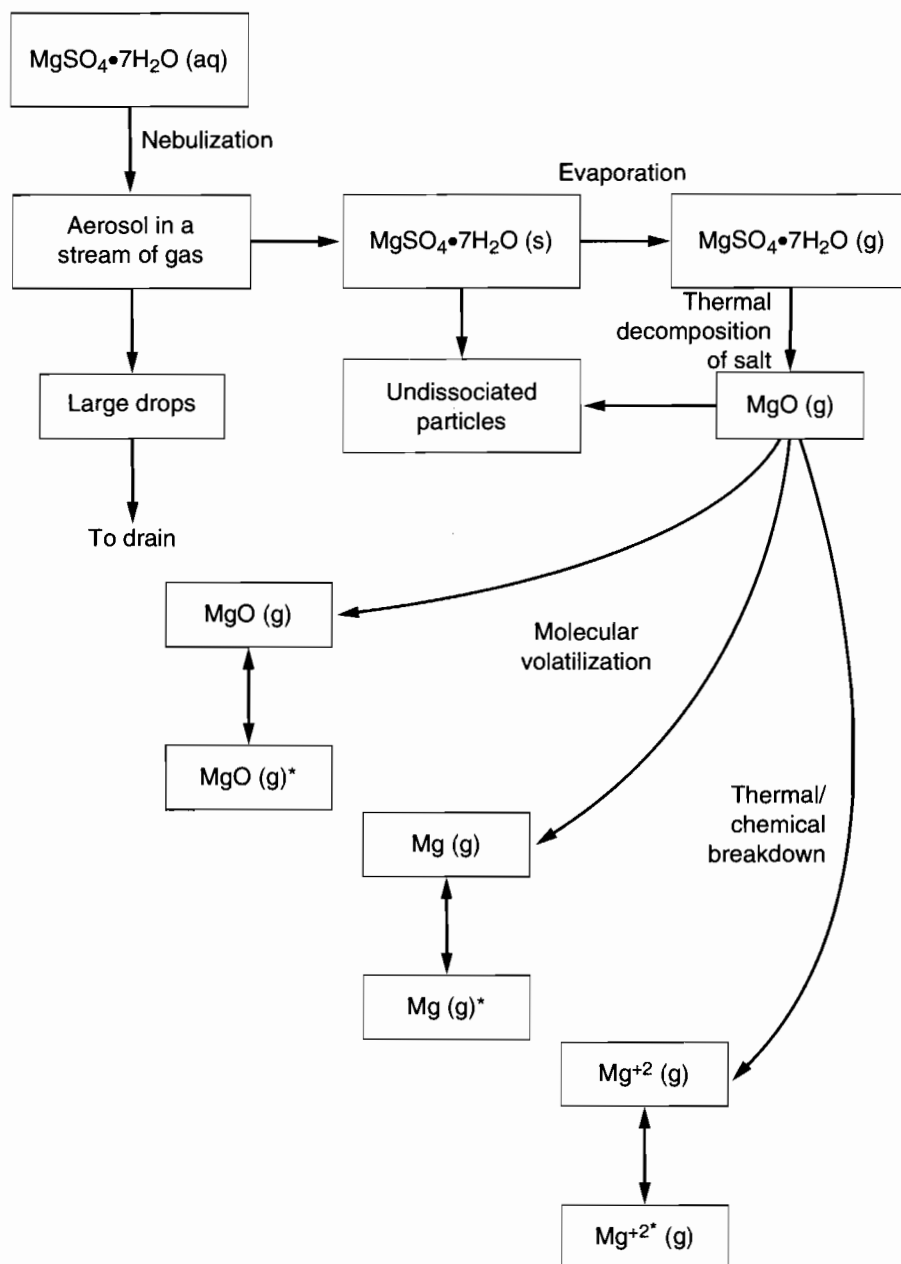 MgSO₄•7H₂O (aq)
Nebulization
Evaporation
Aerosol in a
stream of gas
MgSO₄•7H₂O (s)
MgSO₄•7H₂O (g)
Thermal
decomposition
of salt
Large drops
Undissociated
particles
MgO (g)
To drain
MgO (g)
Molecular
volatilization
MgO (g)*
Mg (g)
Thermal/
chemical
breakdown
Mg (g)*
Mg⁺² (g)
Mg⁺²* (g)